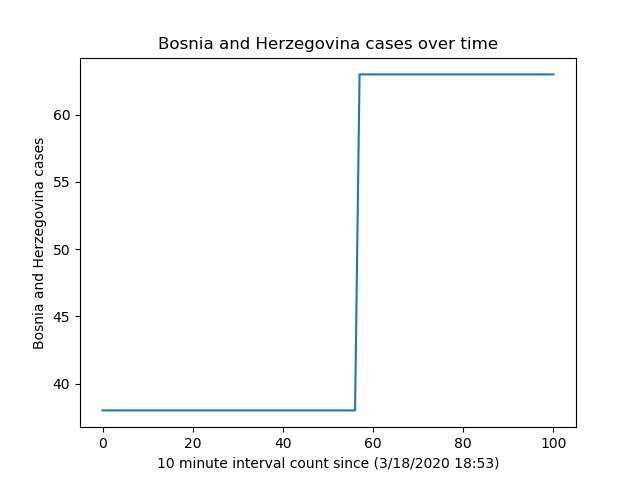 Bosnia and Herzegovina cases over time
Bosnia and Herzegovina cases
60
55
50
45
40
0 20 40 60 80 100
10 minute interval count since (3/18/2020 18:53)